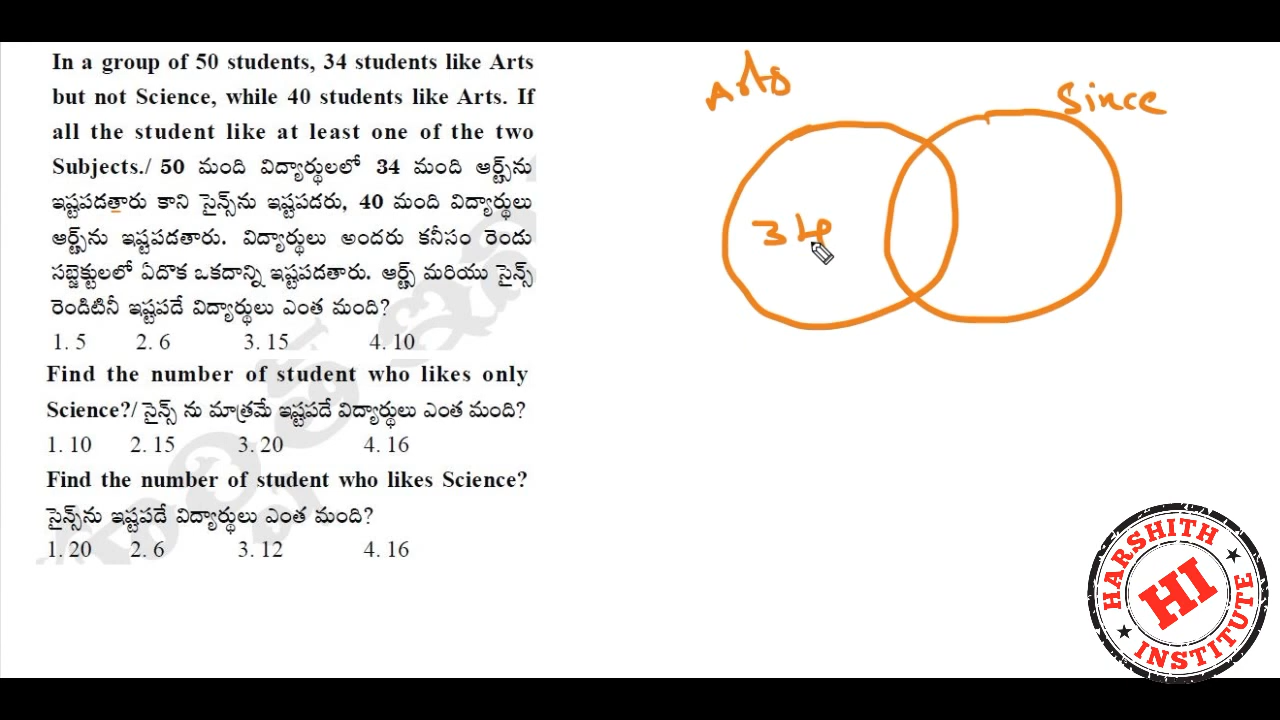 In a group of 50 students, 34 students like Arts
but not Science, while 40 students like Arts. If
all the student like at least one of the two
Subjects./ 50 మంది విద్యార్థులలో 34 మంది ఆర్ట్స్‌ను
ఇష్టపడతారు కాని సైన్స్‌ను ఇష్టపడరు, 40 మంది విద్యార్థులు
ఆర్ట్స్‌ను ఇష్టపడతారు. విద్యార్థులు అందరు కనీసం రెండు
సబ్జెక్టులలో ఏదొక ఒకదాన్ని ఇష్టపడతారు. ఆర్ట్స్ మరియు సైన్స్
రెండిటినీ ఇష్టపడే విద్యార్థులు ఎంత మంది?
1. 5 2. 6 3. 15 4. 10
Find the number of student who likes only
Science?/ సైన్స్ ను మాత్రమే ఇష్టపడే విద్యార్థులు ఎంత మంది?
1. 10 2. 15 3. 20 4. 16
Find the number of student who likes Science?
సైన్స్‌ను ఇష్టపడే విద్యార్థులు ఎంత మంది?
1. 20 2. 6 3. 12 4. 16
Arts
Since
34
HARSHITH
HI
INSTITUTE